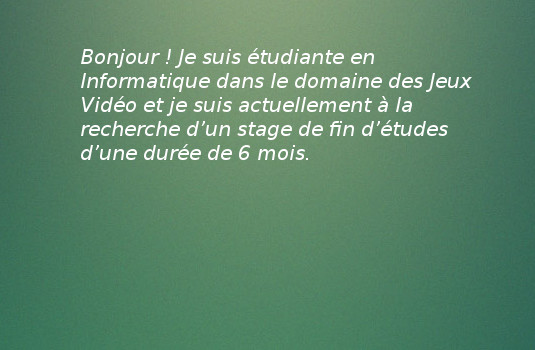 Bonjour ! Je suis étudiante en
Informatique dans le domaine des Jeux
Vidéo et je suis actuellement à la
recherche d’un stage de fin d’études
d’une durée de 6 mois.